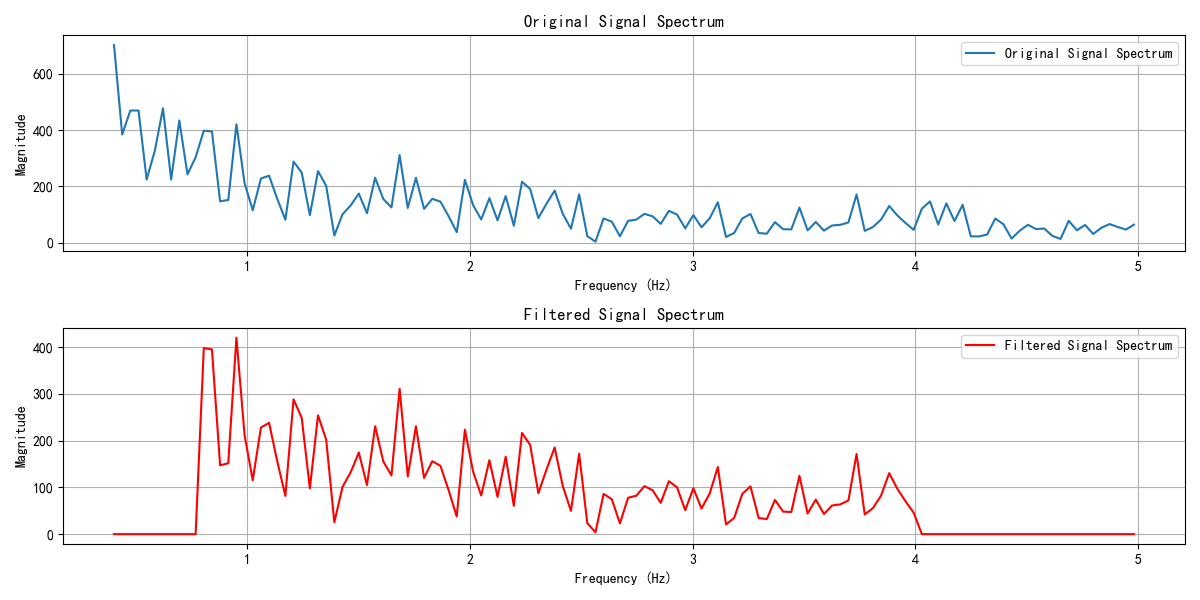 Original Signal Spectrum
Original Signal Spectrum
Magnitude
600
400
200
0
1 2 3 4 5
Frequency (Hz)
Filtered Signal Spectrum
Filtered Signal Spectrum
Magnitude
400
300
200
100
0
1 2 3 4 5
Frequency (Hz)